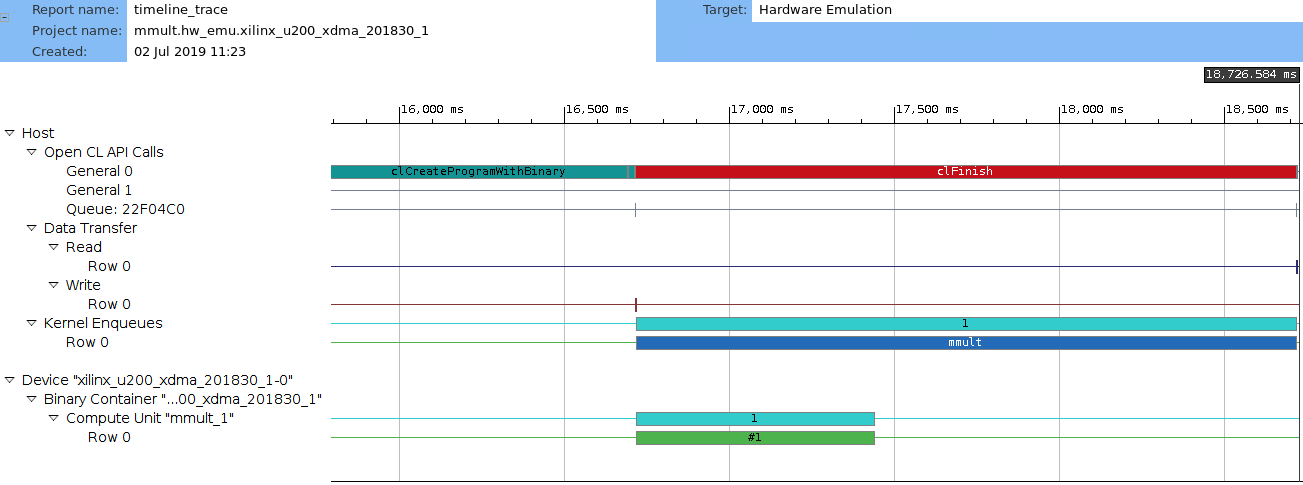 Report name: timeline_trace
Target: Hardware Emulation
Project name: mmult.hw_emu.xilinx_u200_xdma_201830_1
Created: 02 Jul 2019 11:23
18,726.584 ms
16,000 ms 16,500 ms 17,000 ms 17,500 ms 18,000 ms 18,500 ms
Host
Open CL API Calls
General 0 clCreateProgramWithBinary clFinish
General 1
Queue: 22F04C0
Data Transfer
Read
Row 0
Write
Row 0
Kernel Enqueues 1
Row 0 mmult
Device "xilinx_u200_xdma_201830_1-0"
Binary Container "...00_xdma_201830_1"
Compute Unit "mmult_1" 1
Row 0 #1